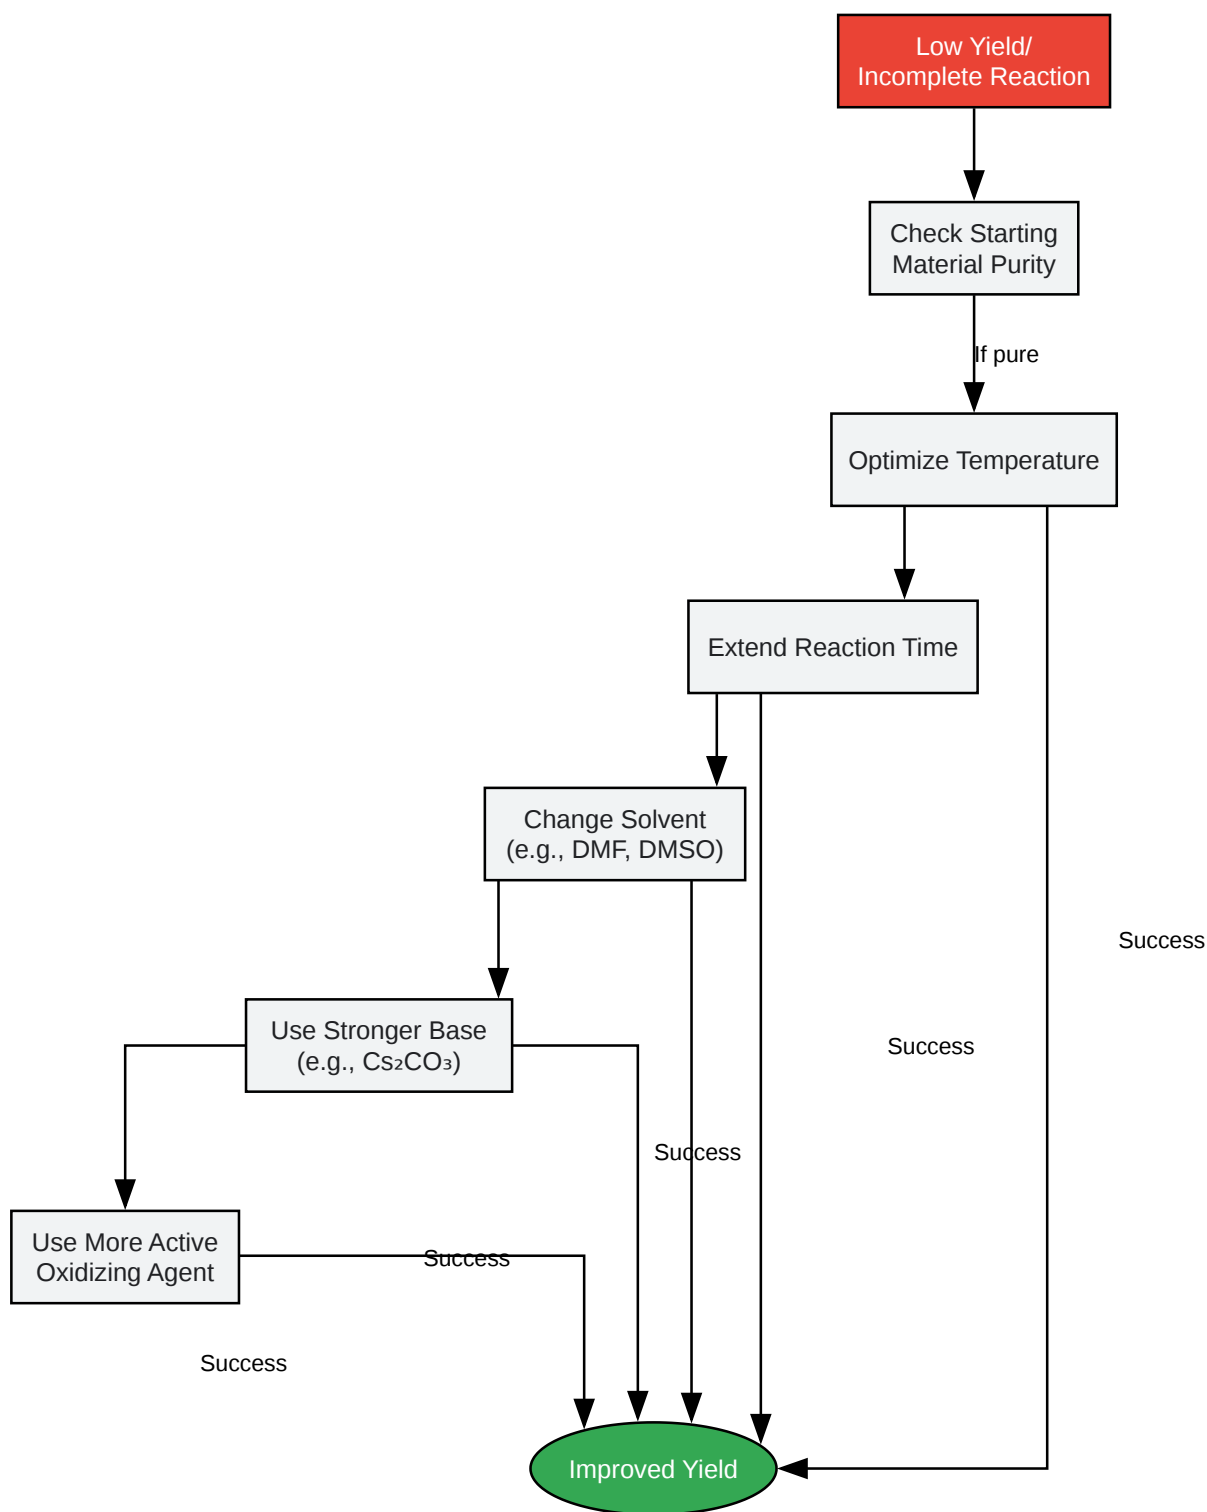 Low Yield/
Incomplete Reaction
Check Starting
Material Purity
If pure
Optimize Temperature
Extend Reaction Time
Change Solvent
(e.g., DMF, DMSO)
Success
Use Stronger Base
(e.g., Cs₂CO₃)
Success
Success
Use More Active
Oxidizing Agent
Success
Success
Improved Yield